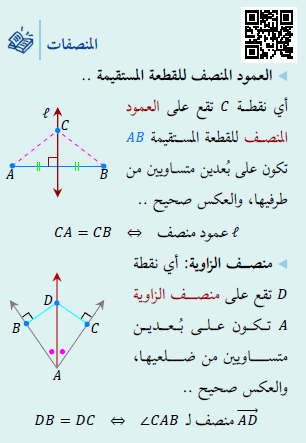 المنصفات
العمود المنصف للقطعة المستقيمة ..
أي نقطة C تقع على العمود
المنصف للقطعة المستقيمة AB
تكون على بُعدين متساويين من
طرفيها، والعكس صحيح ..
ℓ
C
A
B
ℓ عمود منصف ⇔ CA = CB
منصف الزاوية: أي نقطة
D تقع على منصف الزاوية
A تكون على بُعدين
متساويين من ضلعيها،
والعكس صحيح ..
D
B
C
A
AD⃗ منصف لـ ∠CAB ⇔ DB = DC